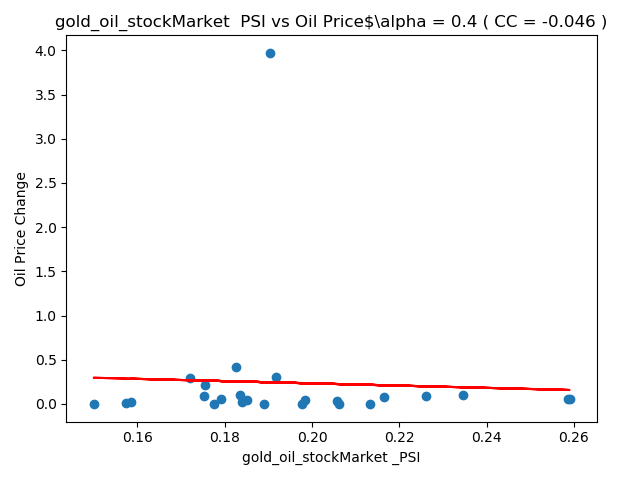 gold_oil_stockMarket  PSI vs Oil Price$\alpha = 0.4 ( CC = -0.046 )
4.0
3.5
3.0
2.5
2.0
1.5
1.0
0.5
0.0
Oil Price Change
0.16 0.18 0.20 0.22 0.24 0.26
gold_oil_stockMarket _PSI